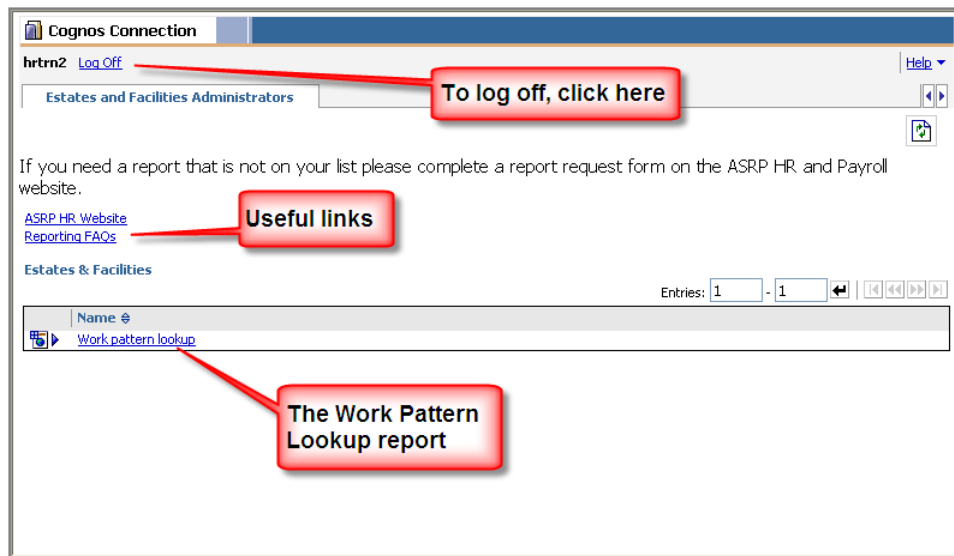 Cognos Connection
hrtrn2 Log Off
Help
To log off, click here
Estates and Facilities Administrators
If you need a report that is not on your list please complete a report request form on the ASRP HR and Payroll
website.
ASRP HR Website
Useful links
Reporting FAQs
Estates & Facilities
Entries: 1 - 1
Name
Work pattern lookup
The Work Pattern
Lookup report